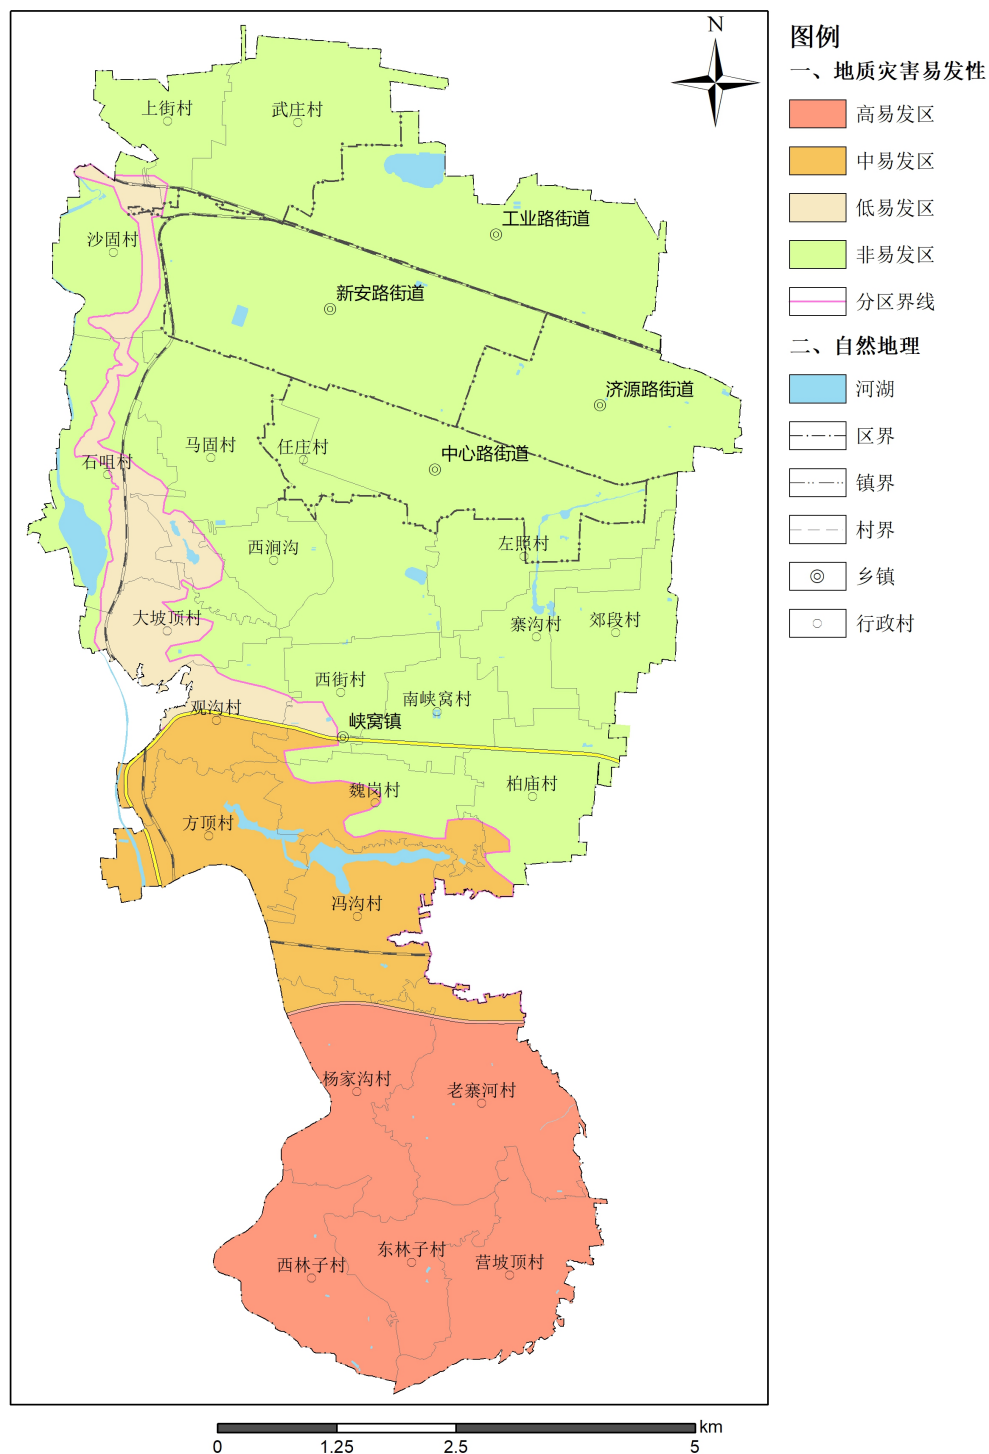 N
上街村
武庄村
工业路街道
沙固村
新安路街道
济源路街道
马固村
任庄村
中心路街道
石咀村
西涧沟
左照村
大坡顶村
寨沟村
郊段村
西街村
南峡窝村
观沟村
峡窝镇
魏岗村
柏庙村
方顶村
冯沟村
杨家沟村
老寨河村
西林子村
东林子村
营坡顶村
图例
一、地质灾害易发性
高易发区
中易发区
低易发区
非易发区
分区界线
二、自然地理
河湖
区界
镇界
村界
乡镇
行政村
km
0 1.25 2.5 5